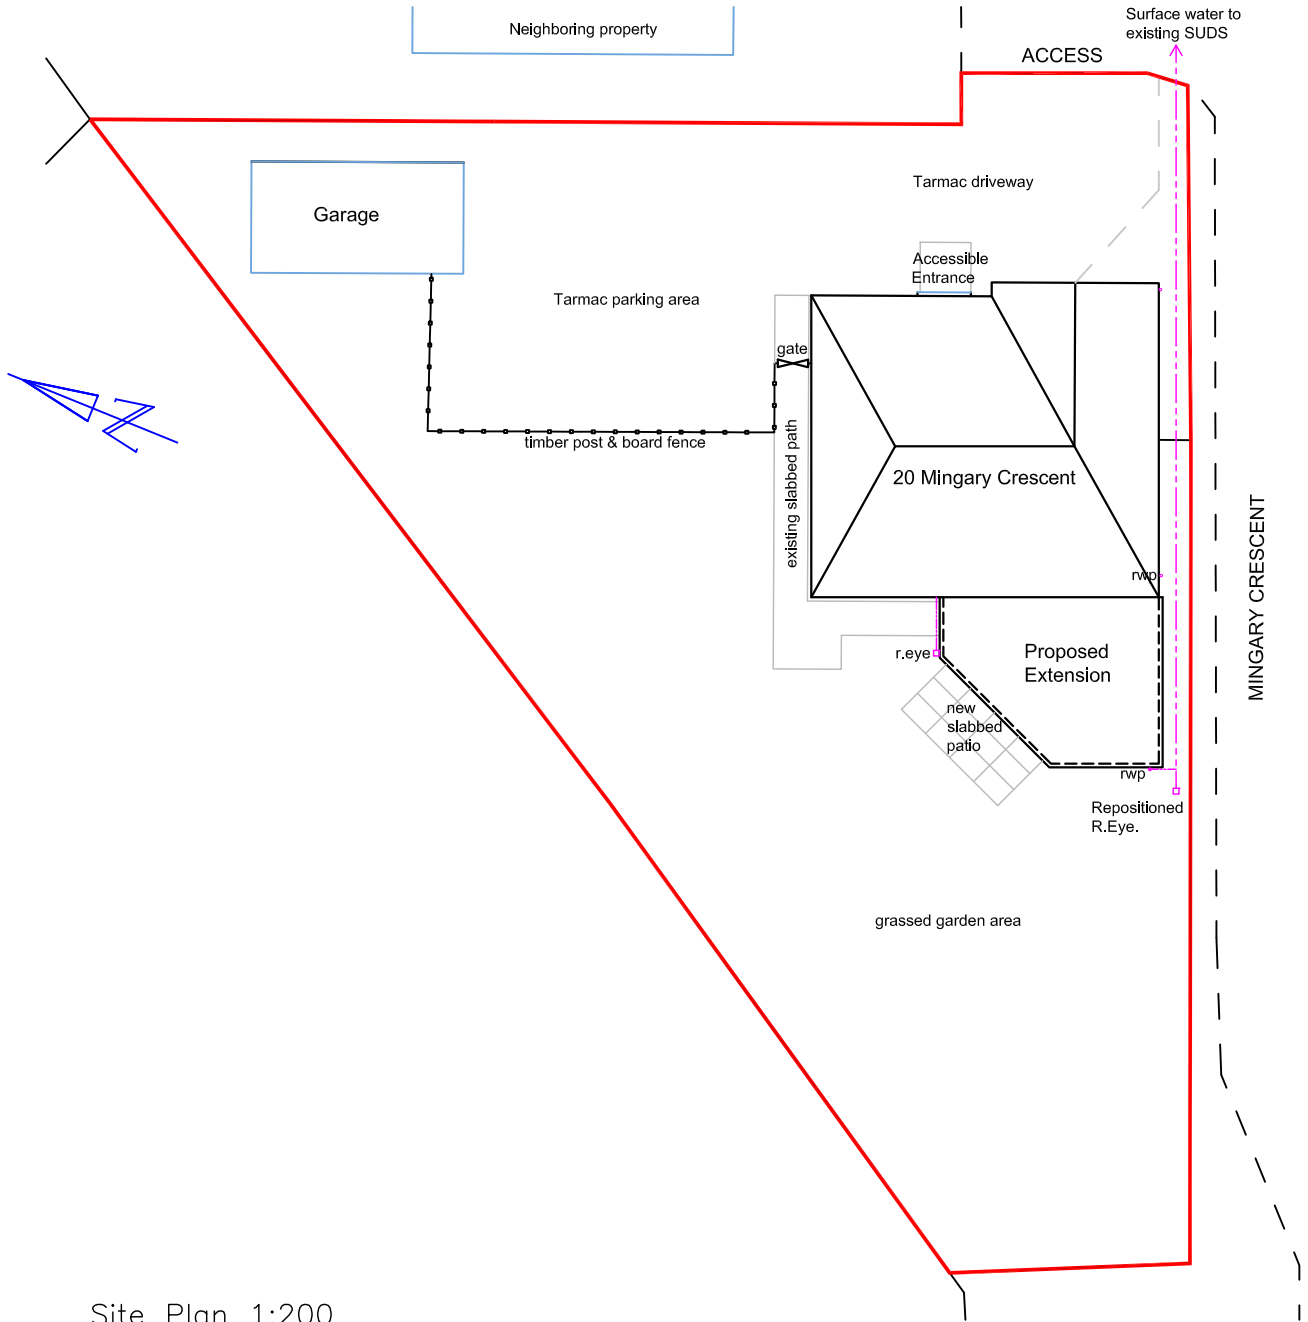 Neighboring property
Surface water to
existing SUDS
ACCESS
Tarmac driveway
Garage
Accessible
Entrance
Tarmac parking area
gate
timber post & board fence
existing slabbed path
20 Mingary Crescent
MINGARY CRESCENT
rwp
r.eye
Proposed
Extension
new
slabbed
patio
rwp
Repositioned
R.Eye.
grassed garden area
N
Site Plan 1:200